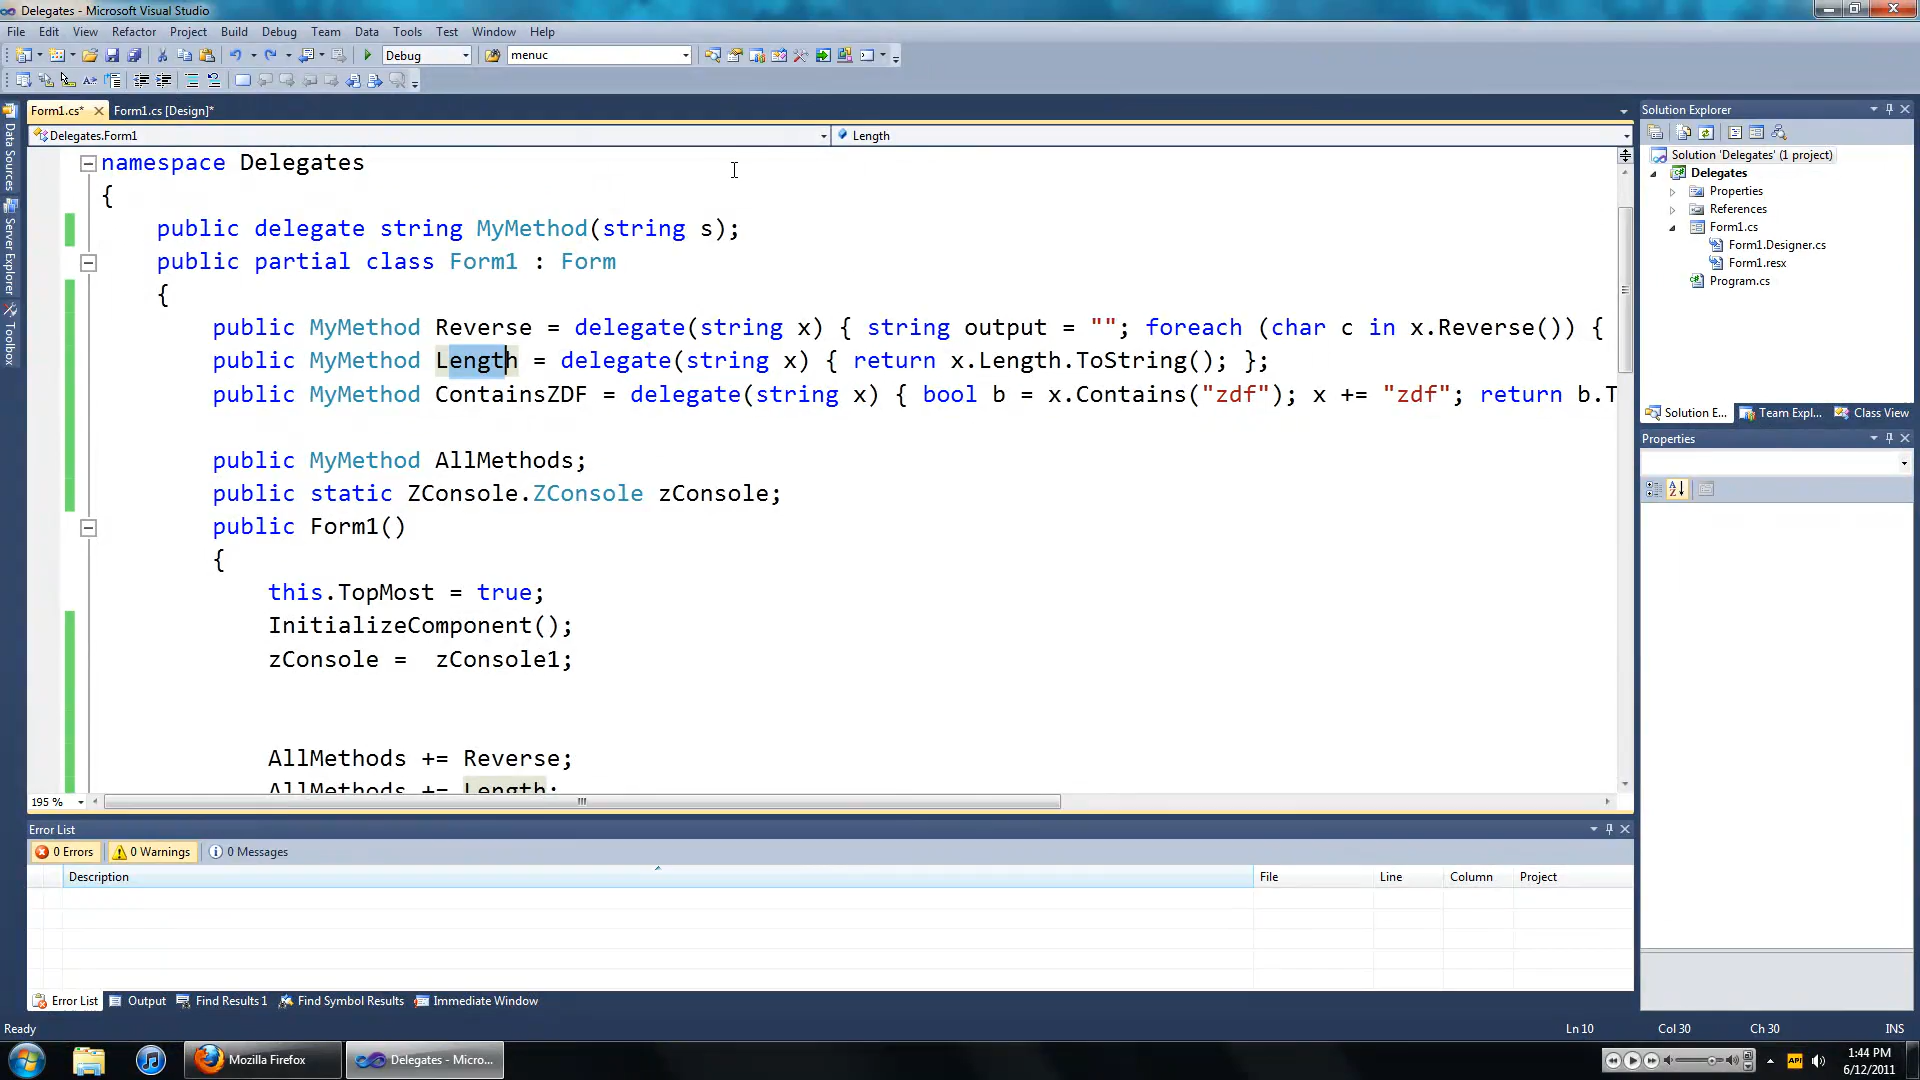 Delegates - Microsoft Visual Studio
File Edit View Refactor Project Build Debug Team Data Tools Test Window Help
Debug menuc
Form1.cs* Form1.cs [Design]*
Delegates.Form1 Length
namespace Delegates
{
public delegate string MyMethod(string s);
public partial class Form1 : Form
{
public MyMethod Reverse = delegate(string x) { string output = ""; foreach (char c in x.Reverse()) {
public MyMethod Length = delegate(string x) { return x.Length.ToString(); };
public MyMethod ContainsZDF = delegate(string x) { bool b = x.Contains("zdf"); x += "zdf"; return b.T
public MyMethod AllMethods;
public static ZConsole.ZConsole zConsole;
public Form1()
{
this.TopMost = true;
InitializeComponent();
zConsole =  zConsole1;
AllMethods += Reverse;
AllMethods += Length;
195 %
Data Sources
Server Explorer
Toolbox
Solution Explorer
Solution 'Delegates' (1 project)
Delegates
Properties
References
Form1.cs
Form1.Designer.cs
Form1.resx
Program.cs
Solution E... Team Expl... Class View
Properties
Error List
0 Errors 0 Warnings 0 Messages
Description File Line Column Project
Error List Output Find Results 1 Find Symbol Results Immediate Window
Ready Ln 10 Col 30 Ch 30 INS
Mozilla Firefox Delegates - Micro...
API
1:44 PM
6/12/2011